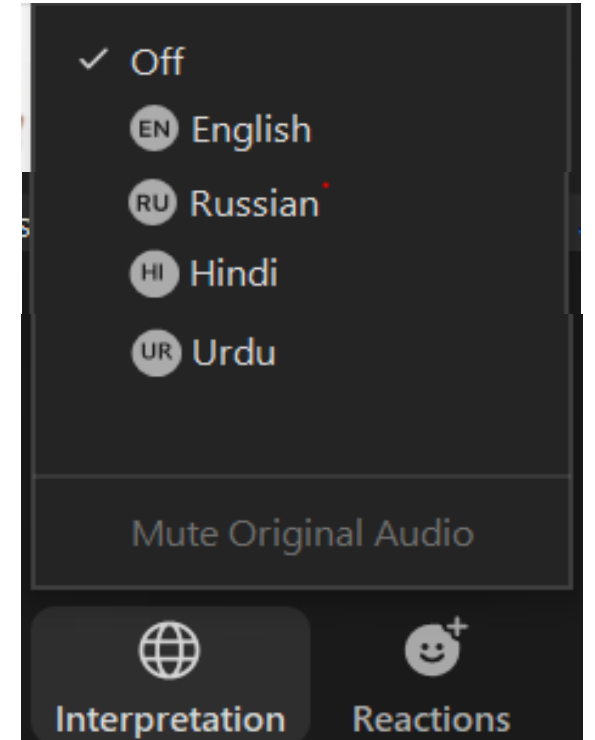 Off
EN English
RU Russian
HI Hindi
UR Urdu
Mute Original Audio
Interpretation Reactions